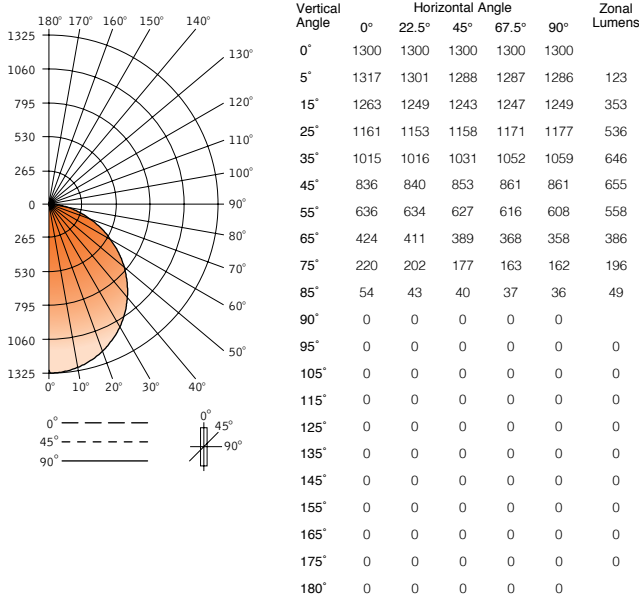 180° 170° 160° 150° 140°
1325
1060
795
530
265
0
265
530
795
1060
1325
130°
120°
110°
100°
90°
80°
70°
60°
50°
0° 10° 20° 30° 40°
0°
45°
90°
0°
45°
90°
Vertical Angle Horizontal Angle Zonal Lumens
0° 22.5° 45° 67.5° 90°
0° 1300 1300 1300 1300 1300
5° 1317 1301 1288 1287 1286 123
15° 1263 1249 1243 1247 1249 353
25° 1161 1153 1158 1171 1177 536
35° 1015 1016 1031 1052 1059 646
45° 836 840 853 861 861 655
55° 636 634 627 616 608 558
65° 424 411 389 368 358 386
75° 220 202 177 163 162 196
85° 54 43 40 37 36 49
90° 0 0 0 0 0
95° 0 0 0 0 0 0
105° 0 0 0 0 0 0
115° 0 0 0 0 0 0
125° 0 0 0 0 0 0
135° 0 0 0 0 0 0
145° 0 0 0 0 0 0
155° 0 0 0 0 0 0
165° 0 0 0 0 0 0
175° 0 0 0 0 0 0
180° 0 0 0 0 0